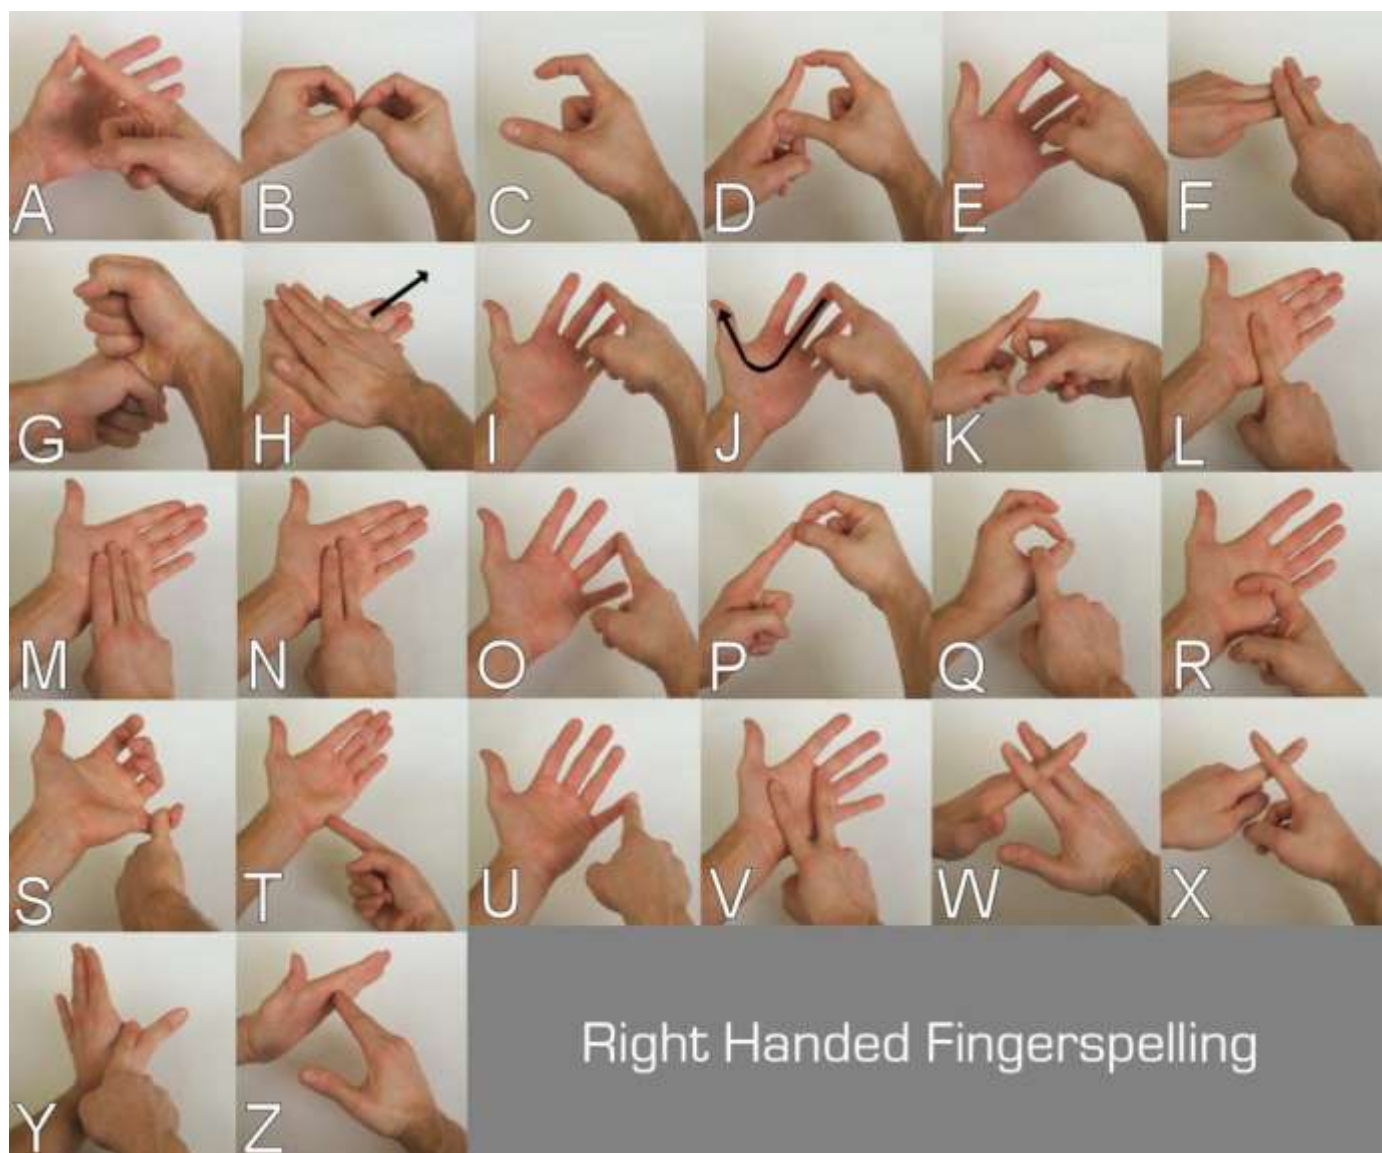 A B C D E F
G H I J K L
M N O P Q R
S T U V W X
Y Z
Right Handed Fingerspelling